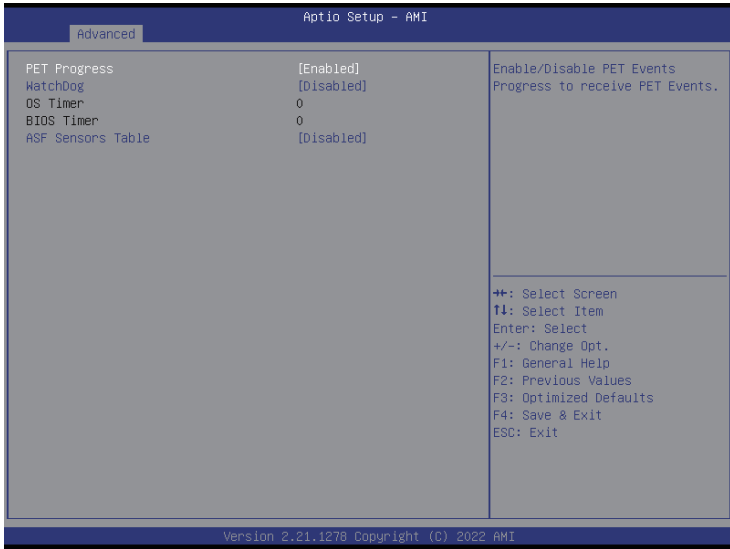 Aptio Setup - AMI
Advanced
PET Progress [Enabled]
WatchDog [Disabled]
OS Timer 0
BIOS Timer 0
ASF Sensors Table [Disabled]
Enable/Disable PET Events
Progress to receive PET Events.
→←: Select Screen
↑↓: Select Item
Enter: Select
+/-: Change Opt.
F1: General Help
F2: Previous Values
F3: Optimized Defaults
F4: Save & Exit
ESC: Exit
Version 2.21.1278 Copyright (C) 2022 AMI